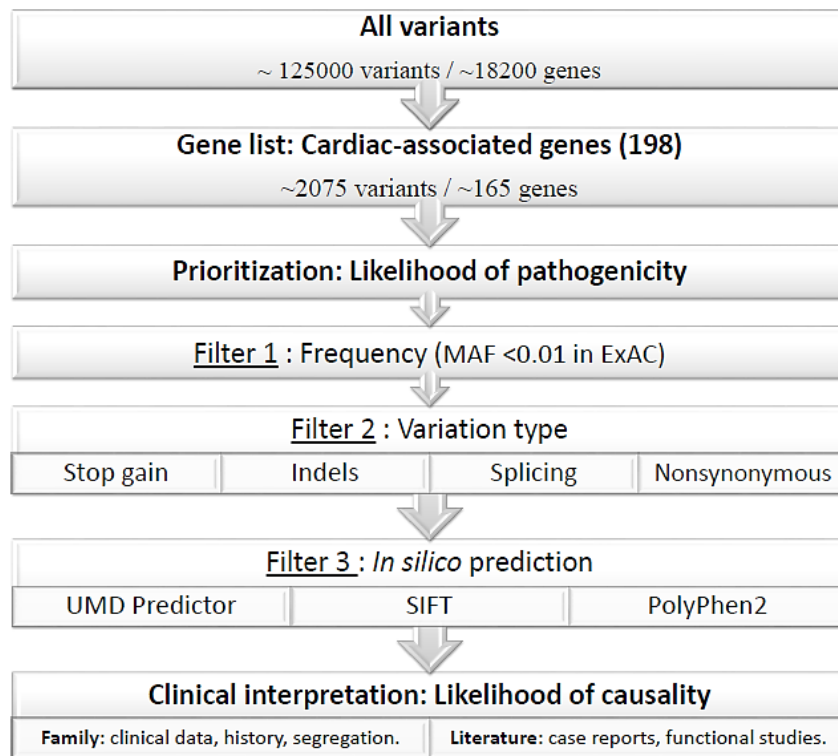 All variants
~ 125000 variants / ~18200 genes
Gene list: Cardiac-associated genes (198)
~2075 variants / ~165 genes
Prioritization: Likelihood of pathogenicity
Filter 1 : Frequency (MAF <0.01 in ExAC)
Filter 2 : Variation type
Stop gain Indels Splicing Nonsynonymous
Filter 3 : In silico prediction
UMD Predictor SIFT PolyPhen2
Clinical interpretation: Likelihood of causality
Family: clinical data, history, segregation. Literature: case reports, functional studies.